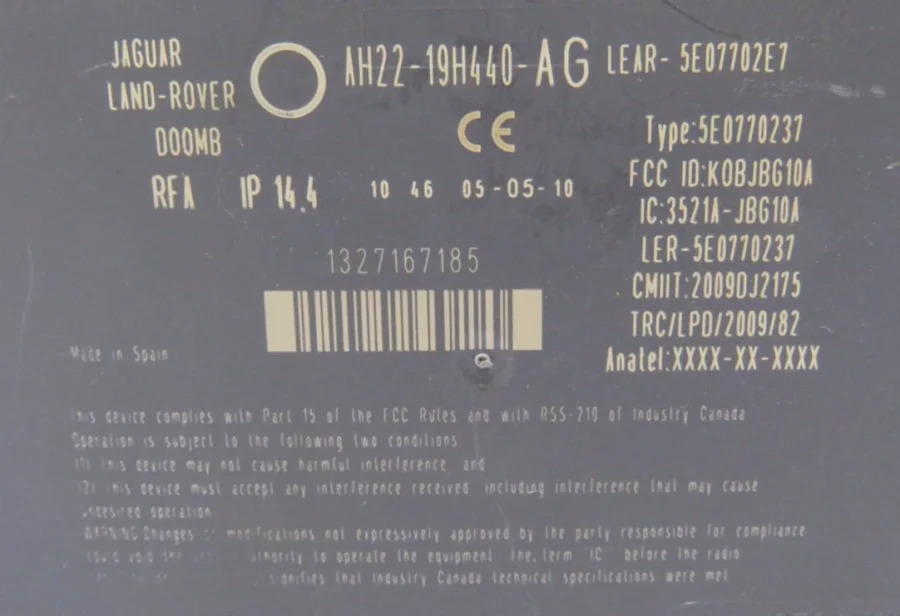 JAGUAR
LAND-ROVER
DOOMB
AH22-19H440-AG
LEAR- 5E07702E7
CE
RFA IP 14.4
10 46 05-05-10
Type:5E0770237
FCC ID:KOBJBG10A
IC:3521A-JBG10A
LER-5E0770237
CMIIT:2009DJ2175
TRC/LPD/2009/82
Anatel:XXXX-XX-XXXX
1327167185
Made in Spain
This device complies with Part 15 of the FCC Rules and with RSS-210 of Industry Canada
Operation is subject to the following two conditions
(1) this device may not cause harmful interference, and
(2) this device must accept any interference received including interference that may cause
undesired operation
WARNING Changes or modifications not expressively approved by the party responsible for compliance
could void the authority to operate the equipment The term "IC" before the radio
signifies that Industry Canada technical specifications were met